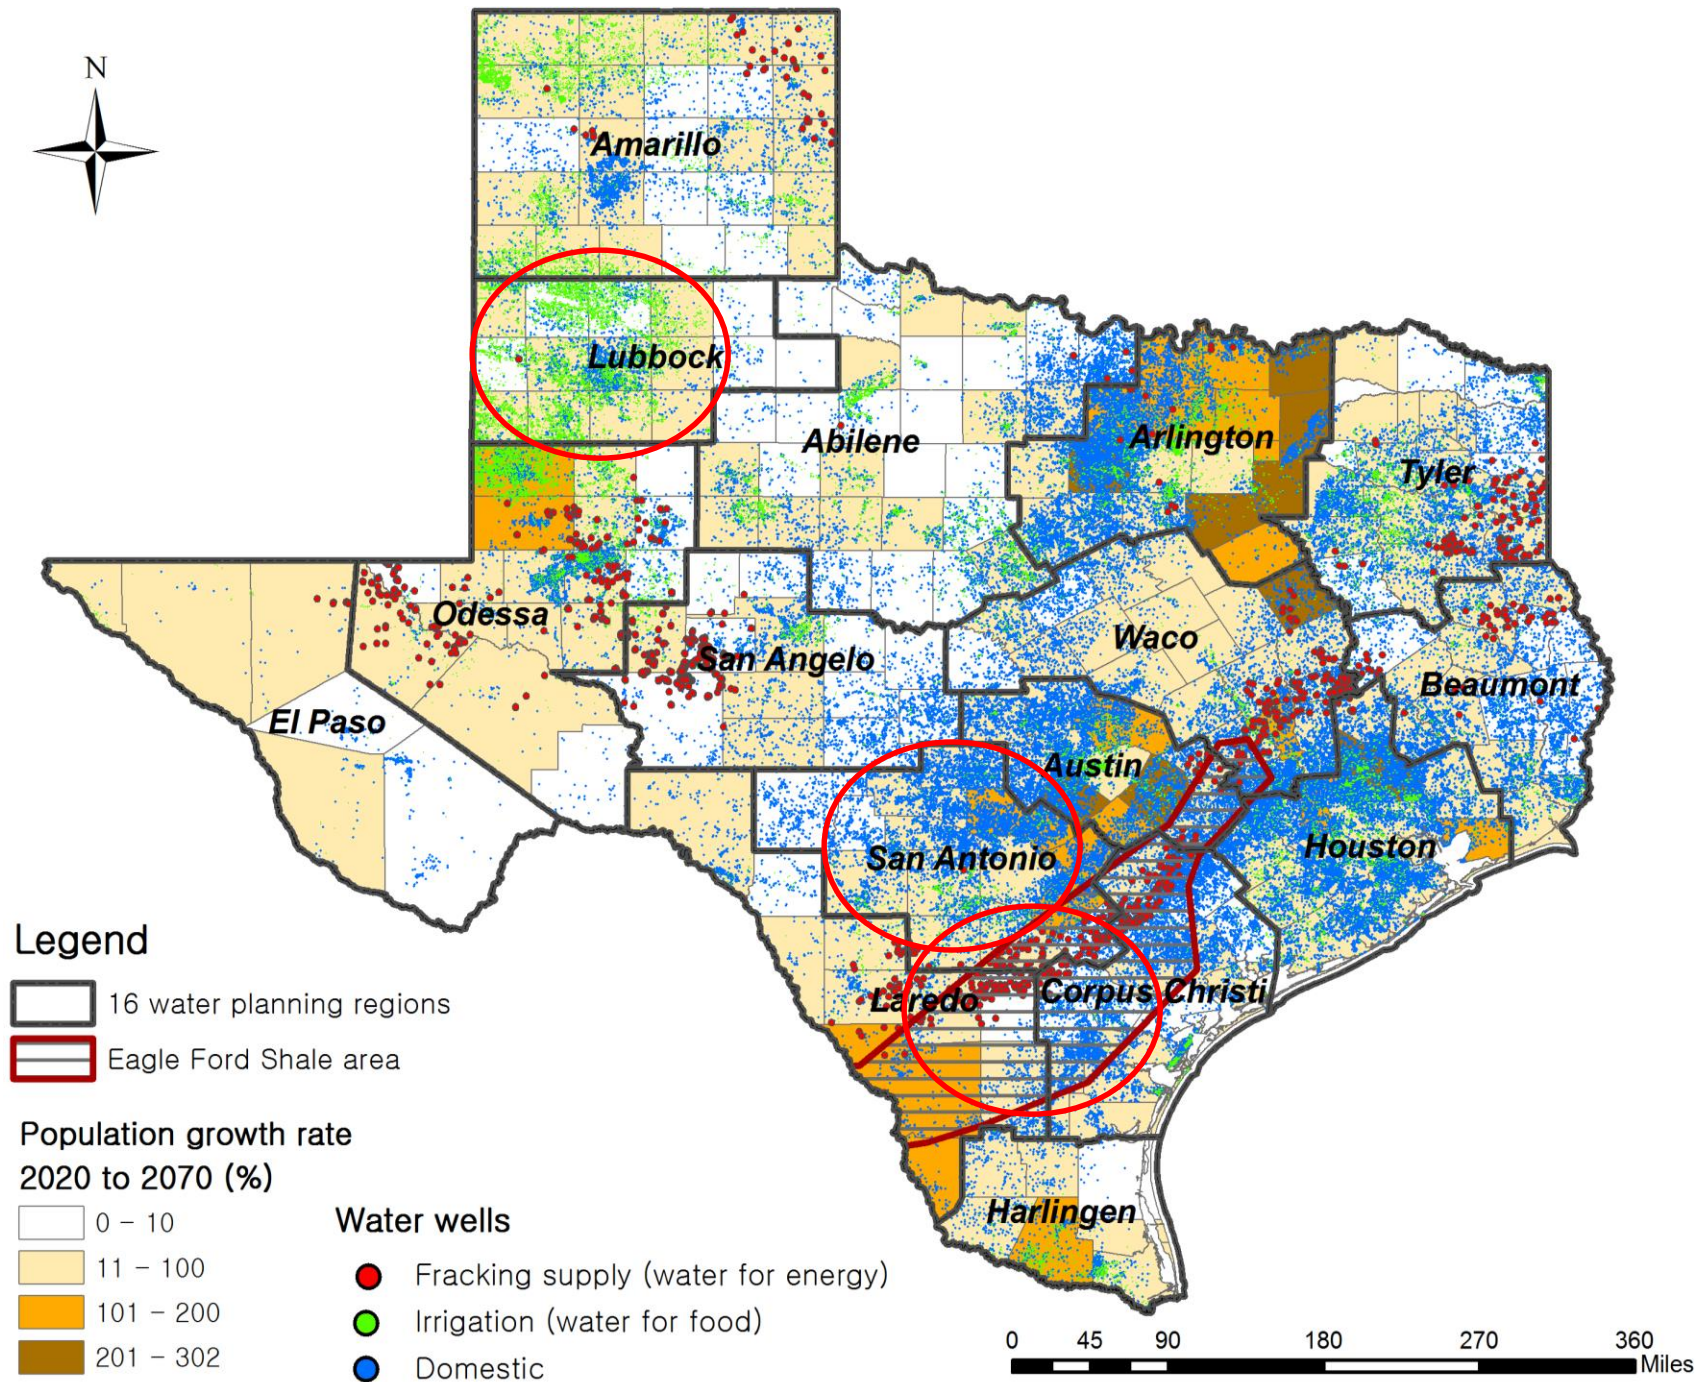 N
Amarillo
Lubbock
Abilene
Arlington
Tyler
Odessa
San Angelo
Waco
Beaumont
El Paso
Austin
San Antonio
Houston
Laredo
Corpus Christi
Harlingen
Legend
16 water planning regions
Eagle Ford Shale area
Population growth rate
2020 to 2070 (%)
0 - 10
11 - 100
101 - 200
201 - 302
Water wells
Fracking supply (water for energy)
Irrigation (water for food)
Domestic
0 45 90 180 270 360
Miles